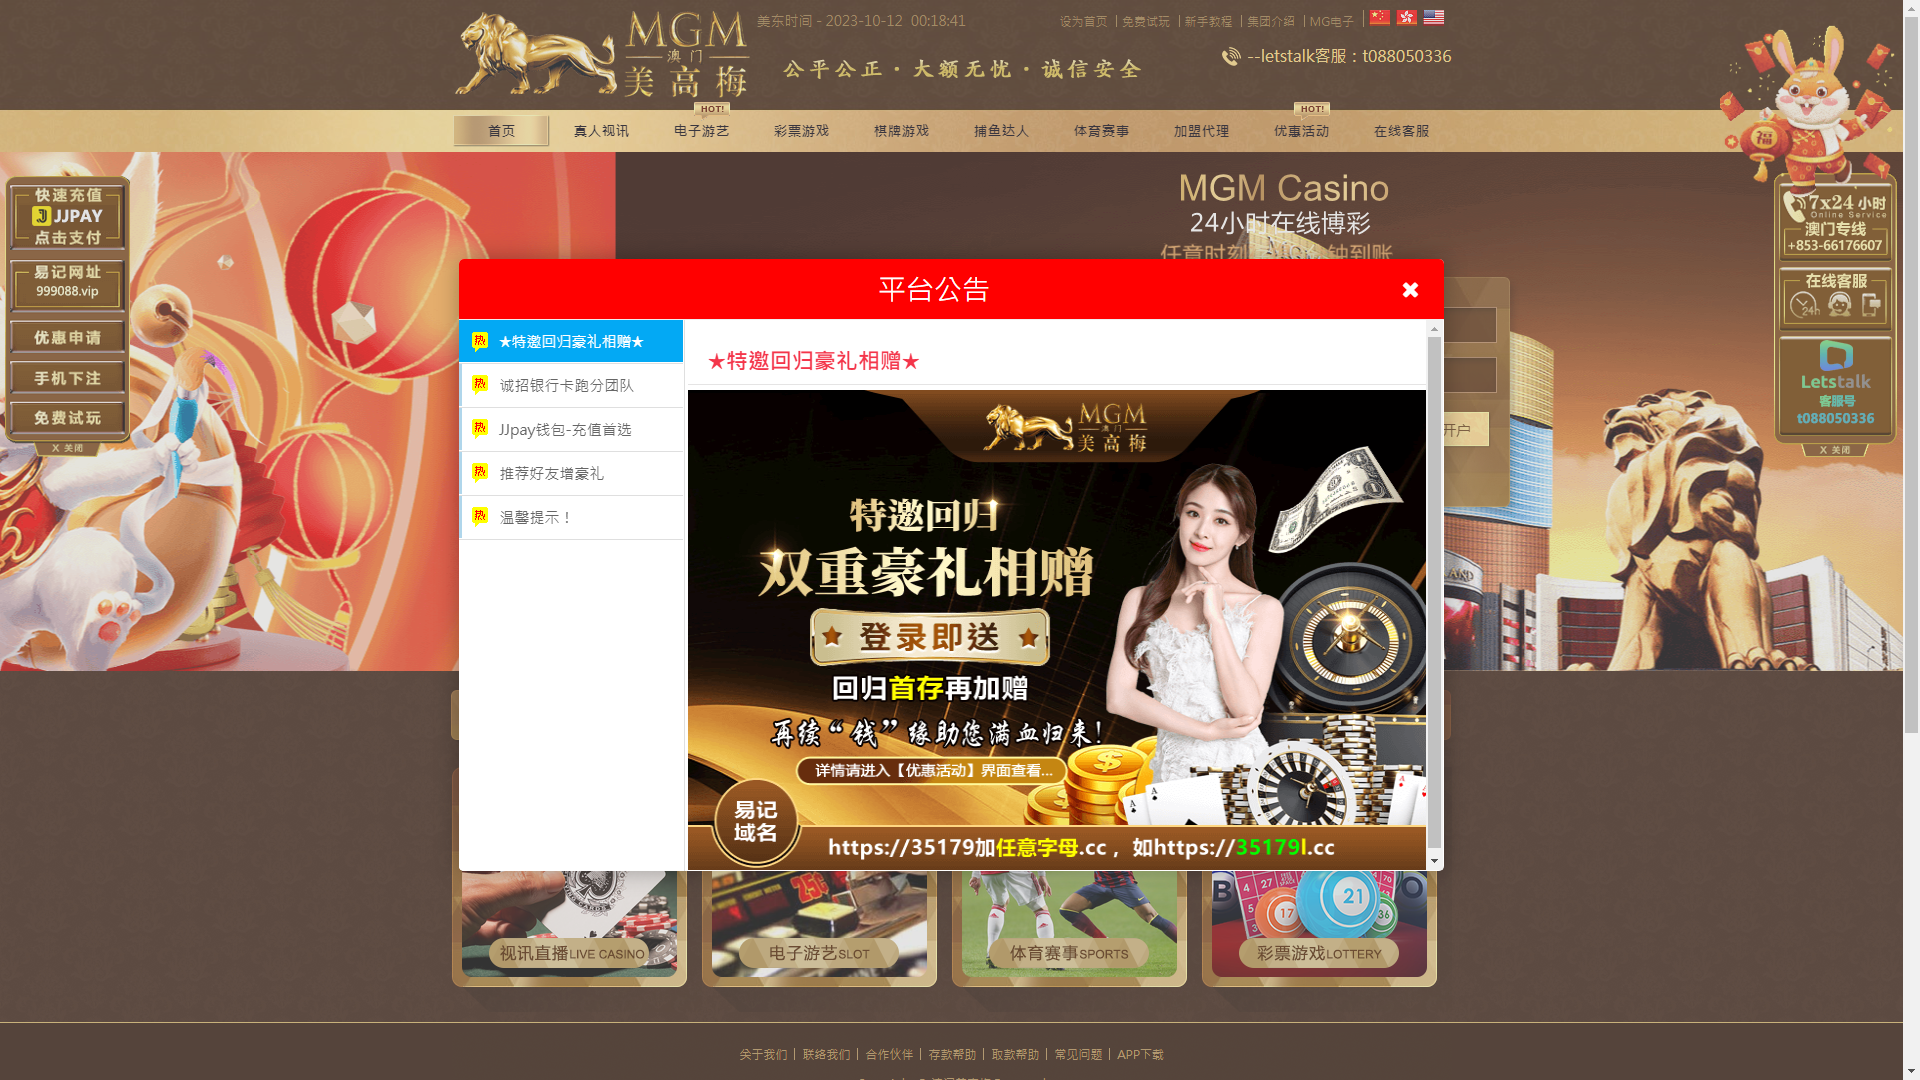 MGM
澳门
美高梅
美东时间 - 2023-10-12 00:18:41
公平公正·大额无忧·诚信安全
设为首页 | 免费试玩 | 新手教程 | 集团介绍 | MG电子 |
--letstalk客服：t088050336
首页
真人视讯
HOT!
电子游艺
彩票游戏
棋牌游戏
捕鱼达人
体育赛事
加盟代理
HOT!
优惠活动
在线客服
福
快速充值
JJPAY
点击支付
易记网址
999088.vip
优惠申请
手机下注
免费试玩
X 关闭
MGM Casino
24小时在线博彩
7x24 小时
Online Service
澳门专线
+853-66176607
在线客服
24h
Letstalk
客服号
t088050336
X 关闭
开户
平台公告
热 ★特邀回归豪礼相赠★
热 诚招银行卡跑分团队
热 JJpay钱包-充值首选
热 推荐好友增豪礼
热 温馨提示！
★特邀回归豪礼相赠★
MGM
澳门
美高梅
特邀回归
双重豪礼相赠
★ 登录即送 ★
回归首存再加赠
再续“钱”缘助您满血归来!
详情请进入【优惠活动】界面查看...
易记
域名
https://35179加任意字母.cc ，如https://35179l.cc
视讯直播LIVE CASINO
电子游艺SLOT
体育赛事SPORTS
彩票游戏LOTTERY
关于我们 | 联络我们 | 合作伙伴 | 存款帮助 | 取款帮助 | 常见问题 | APP下载